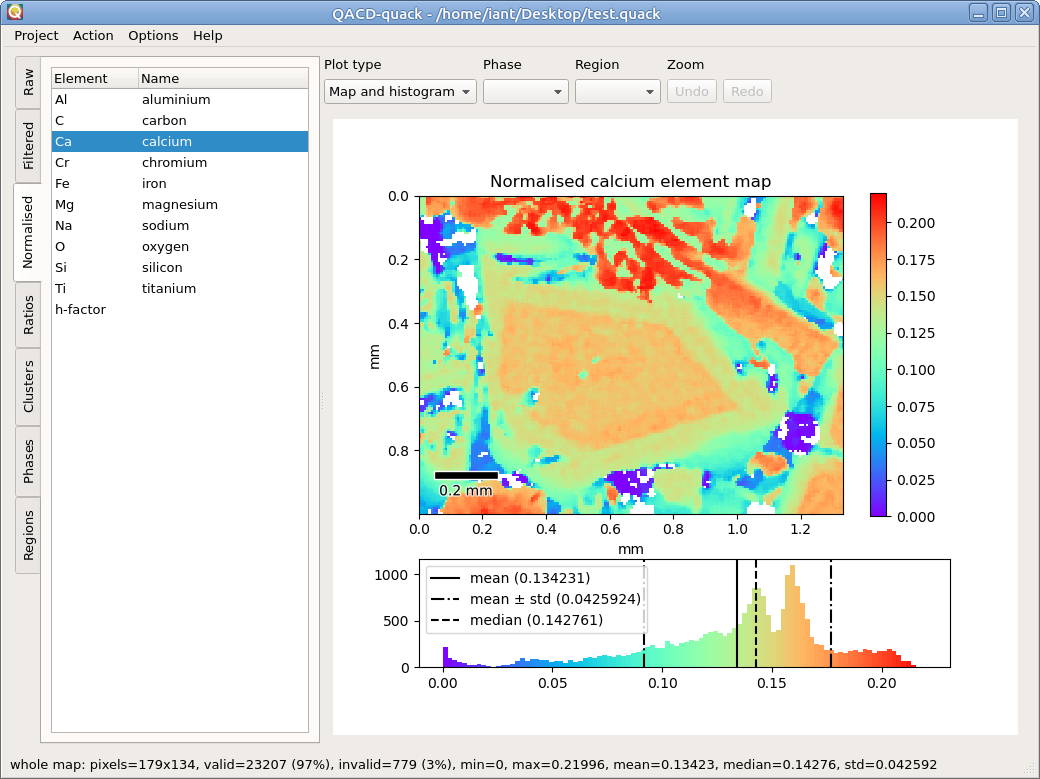 QACD-quack - /home/iant/Desktop/test.quack
Project Action Options Help
Raw
Filtered
Normalised
Ratios
Clusters
Phases
Regions
Element Name
Al aluminium
C carbon
Ca calcium
Cr chromium
Fe iron
Mg magnesium
Na sodium
O oxygen
Si silicon
Ti titanium
h-factor
Plot type Phase Region Zoom
Map and histogram Undo Redo
Normalised calcium element map
0.0
0.2
0.4
0.6
0.8
mm
0.2 mm
0.0 0.2 0.4 0.6 0.8 1.0 1.2
mm
0.200
0.175
0.150
0.125
0.100
0.075
0.050
0.025
0.000
1000
500
0
mean (0.134231)
mean ± std (0.0425924)
median (0.142761)
0.00 0.05 0.10 0.15 0.20
whole map: pixels=179x134, valid=23207 (97%), invalid=779 (3%), min=0, max=0.21996, mean=0.13423, median=0.14276, std=0.042592